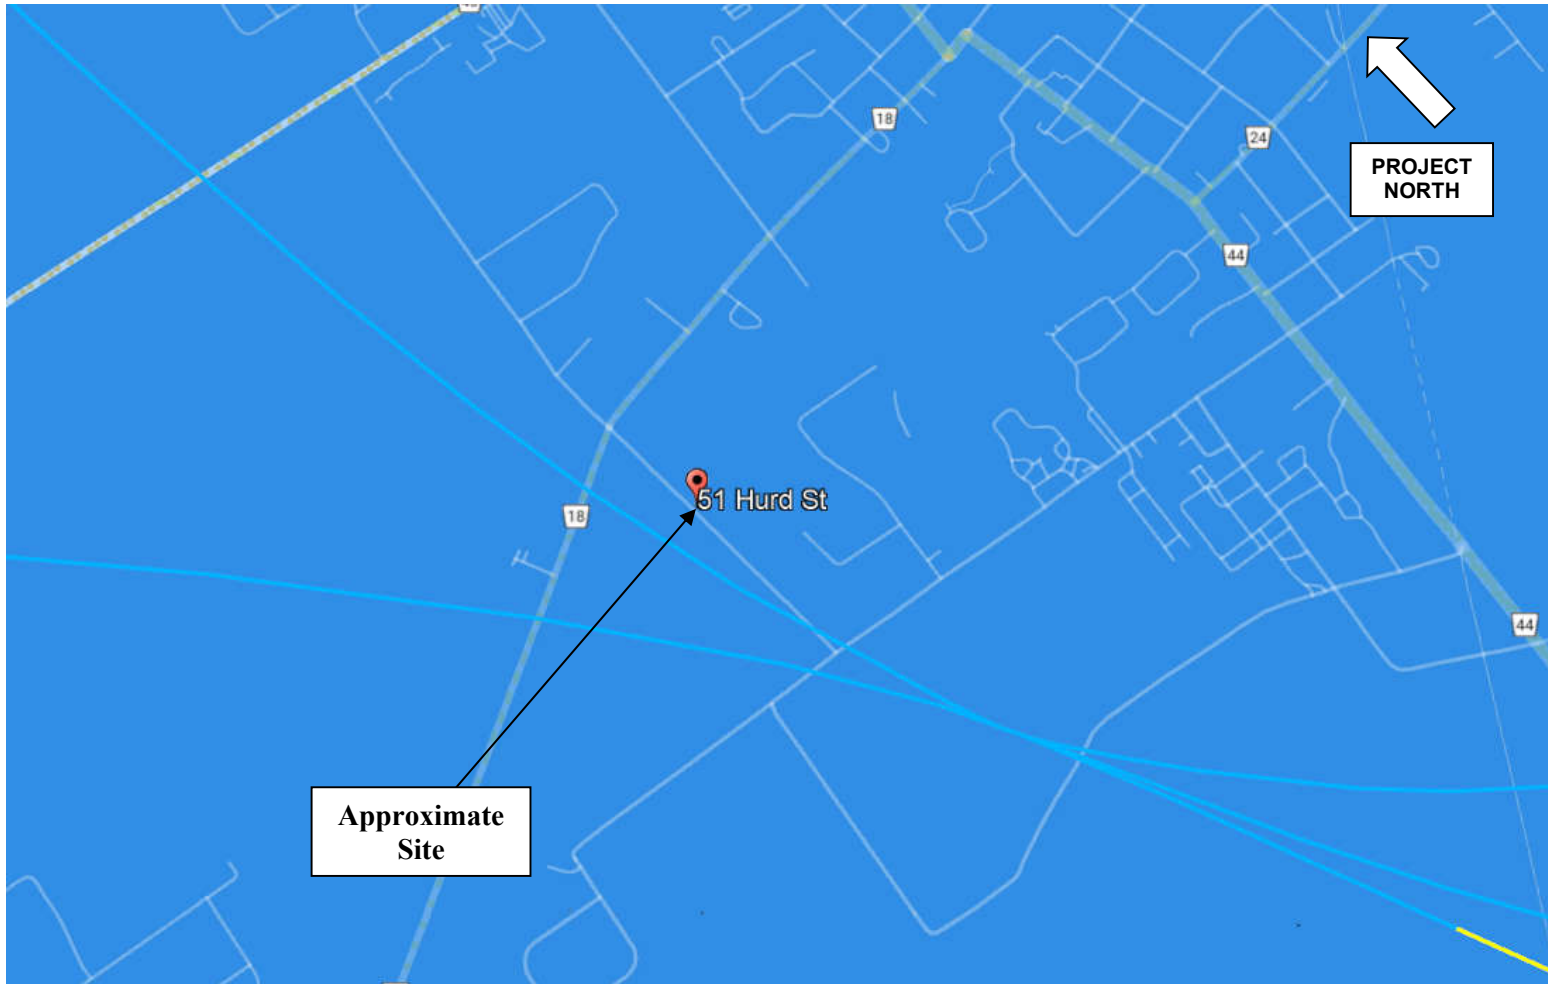 18
24
PROJECT
NORTH
44
51 Hurd St
18
44
Approximate
Site